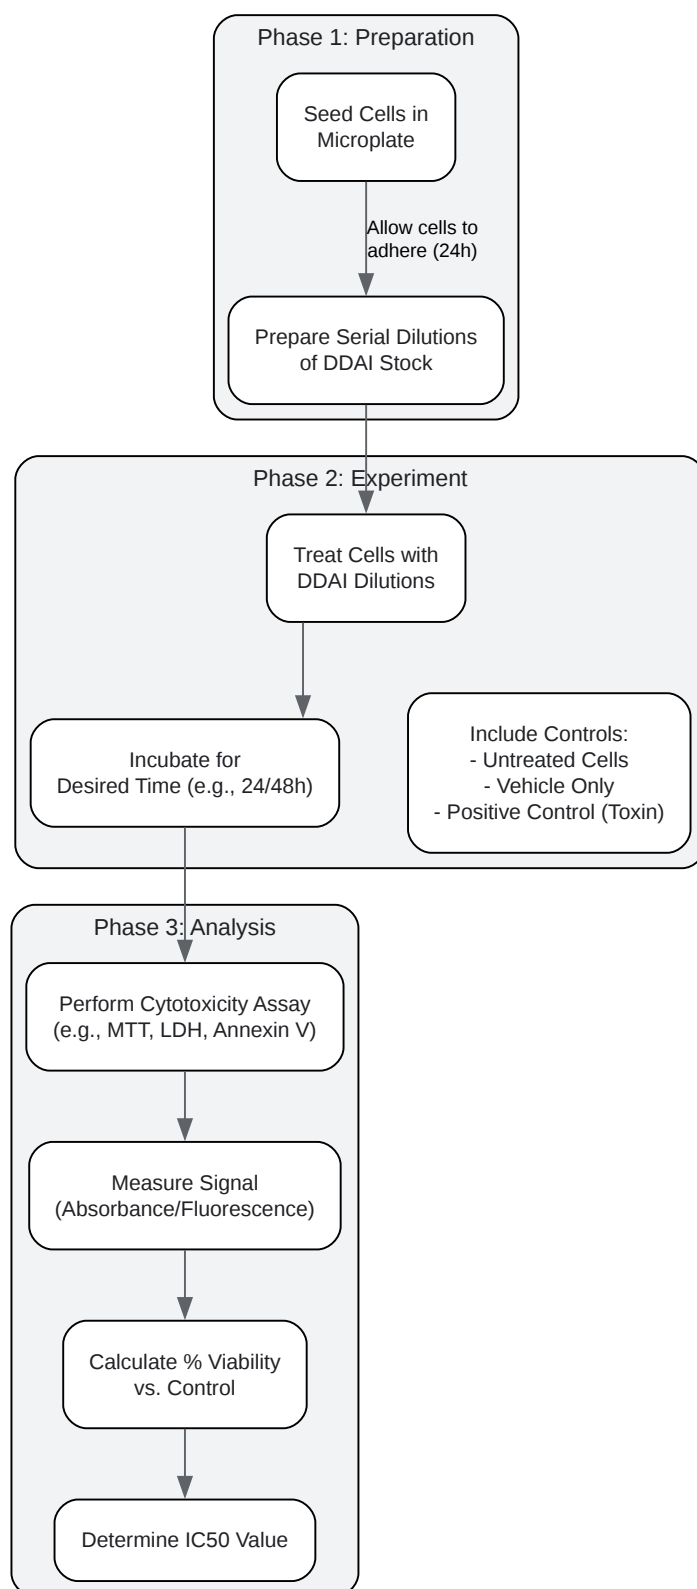 Phase 1: Preparation
Seed Cells in
Microplate
Allow cells to
adhere (24h)
Prepare Serial Dilutions
of DDAI Stock
Phase 2: Experiment
Treat Cells with
DDAI Dilutions
Incubate for
Desired Time (e.g., 24/48h)
Include Controls:
- Untreated Cells
- Vehicle Only
- Positive Control (Toxin)
Phase 3: Analysis
Perform Cytotoxicity Assay
(e.g., MTT, LDH, Annexin V)
Measure Signal
(Absorbance/Fluorescence)
Calculate % Viability
vs. Control
Determine IC50 Value